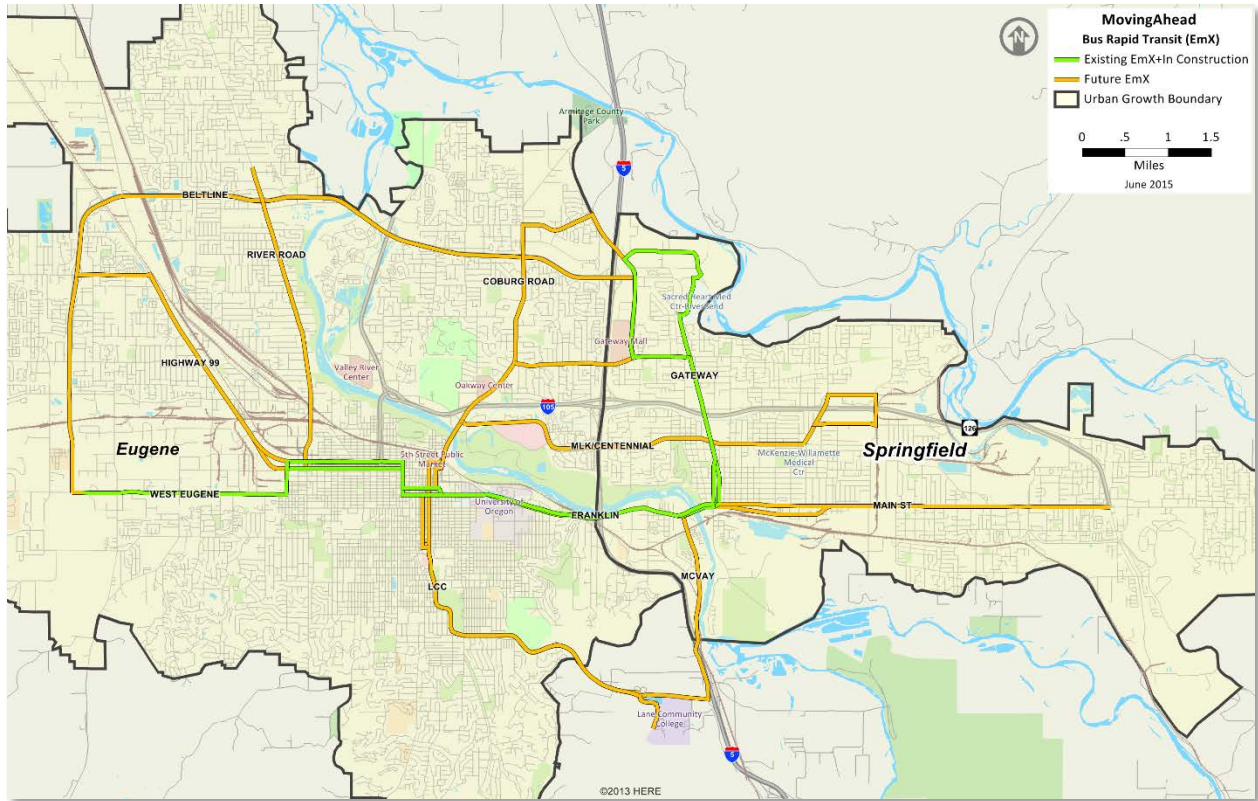 MovingAhead
Bus Rapid Transit (EmX)
Existing EmX+In Construction
Future EmX
Urban Growth Boundary
0 .5 1 1.5
Miles
June 2015
N
Armitage County
Park
5
BELTLINE
RIVER ROAD
COBURG ROAD
Sacred Heart Med
Ctr-Riverbend
Gateway Mall
HIGHWAY 99
Valley River
Center
GATEWAY
Oakway Center
105
126
Eugene
5th Street Public
Market
MLK/CENTENNIAL
McKenzie-Willamette
Medical
Ctr
Springfield
WEST EUGENE
University of
Oregon
FRANKLIN
MAIN ST
LCC
MCVAY
Lane Community
College
5
©2013 HERE